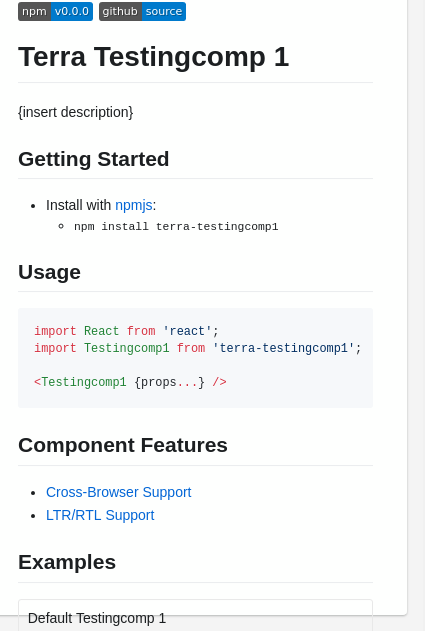 npm v0.0.0 github source
Terra Testingcomp 1
{insert description}
Getting Started
Install with npmjs:
npm install terra-testingcomp1
Usage
import React from 'react';
import Testingcomp1 from 'terra-testingcomp1';
<Testingcomp1 {props...} />
Component Features
Cross-Browser Support
LTR/RTL Support
Examples
Default Testingcomp 1